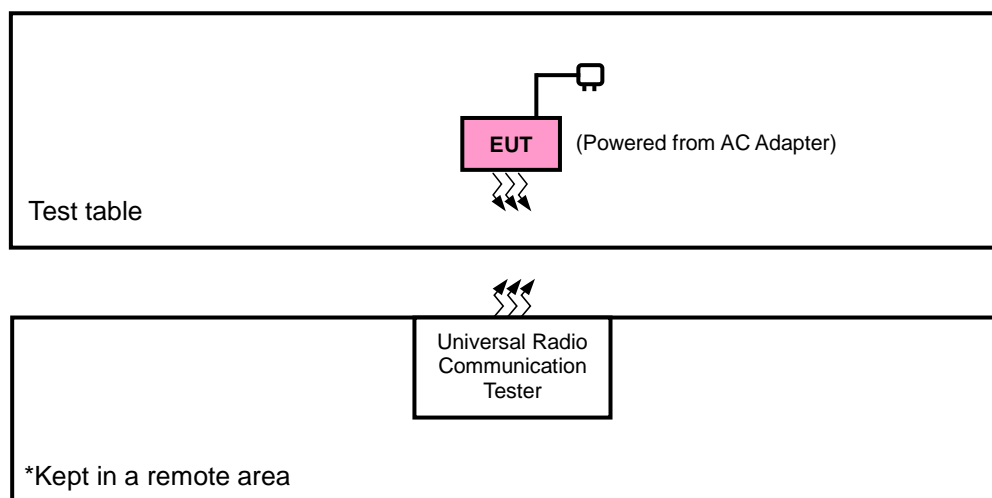 EUT
(Powered from AC Adapter)
Test table
Universal Radio
Communication
Tester
*Kept in a remote area